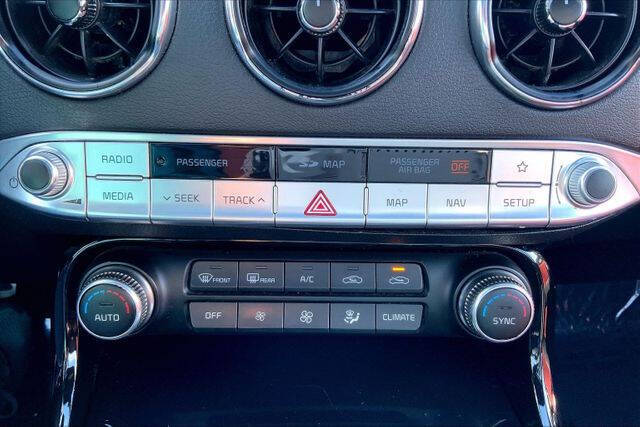 RADIO
PASSENGER
MAP
PASSENGER
AIR BAG
OFF
MEDIA
SEEK
TRACK
MAP
NAV
SETUP
FRONT
REAR
A/C
AUTO
SYNC
OFF
CLIMATE